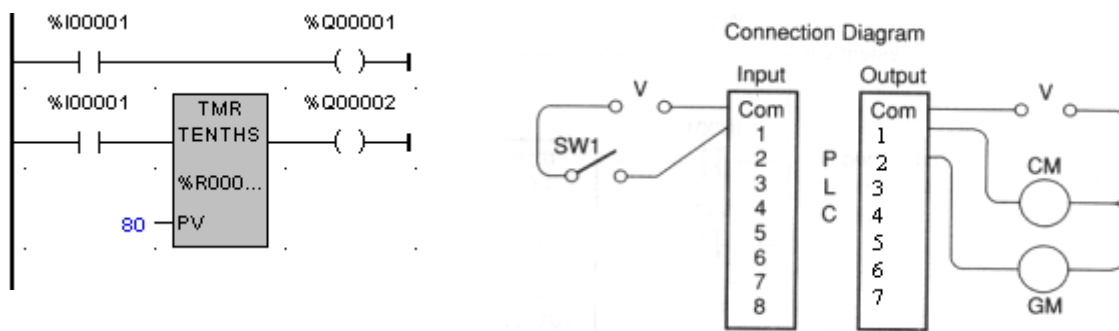 %I00001 %Q00001
%I00001 %Q00002
TMR
TENTHS
%R000...
80 PV
Connection Diagram
Input Output
V Com Com V
SW1
1 1
2 2
3 3
4 4
5 5
6 6
7 7
8
P
L
C
CM
GM